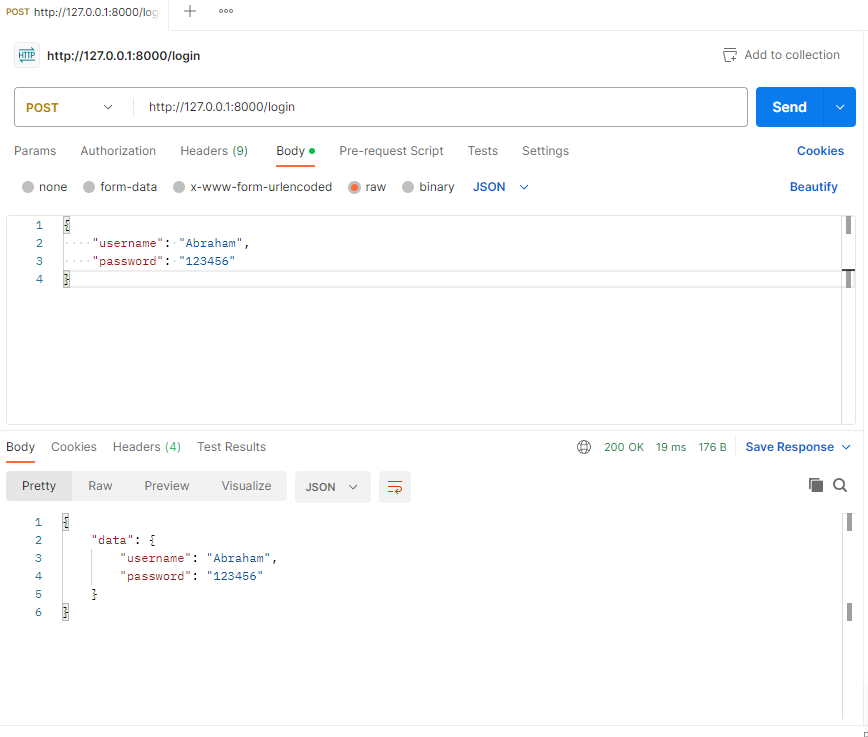 POST http://127.0.0.1:8000/log
HTTP http://127.0.0.1:8000/login Add to collection
POST http://127.0.0.1:8000/login Send
Params Authorization Headers (9) Body Pre-request Script Tests Settings Cookies
none form-data x-www-form-urlencoded raw binary JSON Beautify
1 {
2 "username": "Abraham",
3 "password": "123456"
4 }
Body Cookies Headers (4) Test Results 200 OK 19 ms 176 B Save Response
Pretty Raw Preview Visualize JSON
1 {
2 "data": {
3 "username": "Abraham",
4 "password": "123456"
5 }
6 }